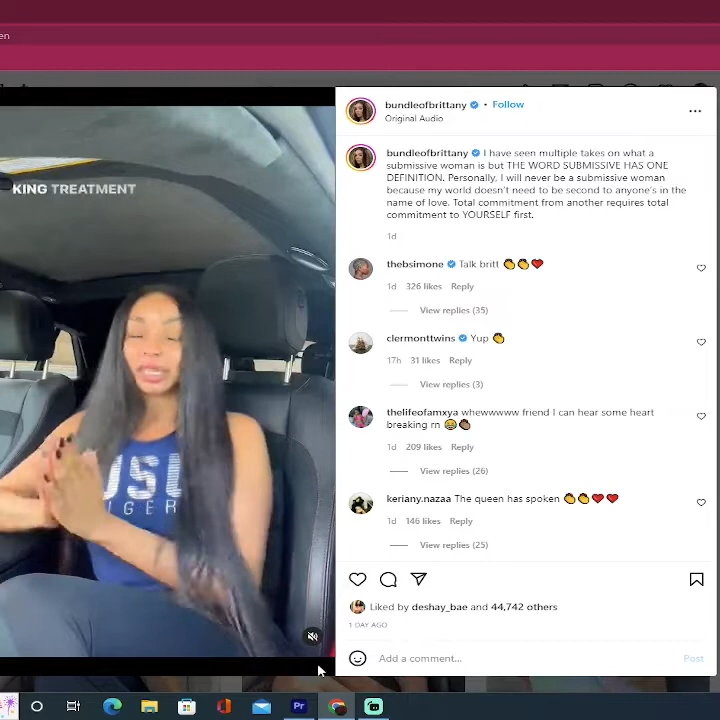 en
bundleofbrittany • Follow
Original Audio
KING TREATMENT
bundleofbrittany I have seen multiple takes on what a
submissive woman is but THE WORD SUBMISSIVE HAS ONE
DEFINITION. Personally, I will never be a submissive woman
because my world doesn't need to be second to anyone's in the
name of love. Total commitment from another requires total
commitment to YOURSELF first.
1d
thebsimone Talk britt 👏👏❤️
1d 326 likes Reply
View replies (35)
clermonttwins Yup 👏
17h 31 likes Reply
View replies (3)
thelifeofamxya whewwwww friend I can hear some heart
breaking rn 😂👏🏾
1d 209 likes Reply
View replies (26)
keriany.nazaa The queen has spoken 👏👏❤️❤️
1d 146 likes Reply
View replies (25)
JSU
IGER
Liked by deshay_bae and 44,742 others
1 DAY AGO
Add a comment...
Post
Pr